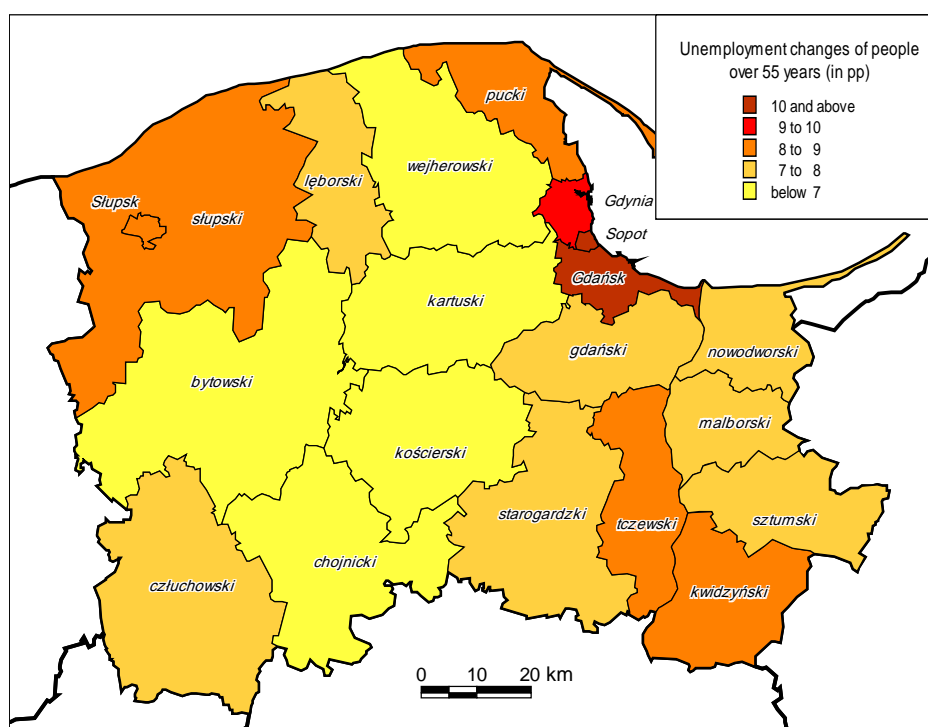 Unemployment changes of people
over 55 years (in pp)
10 and above
9 to 10
8 to 9
7 to 8
below 7
pucki
wejherowski
lęborski
Słupsk
słupski
Gdynia
Sopot
Gdańsk
kartuski
gdański
nowodworski
bytowski
malborski
kościerski
starogardzki
tczewski
sztumski
chojnicki
człuchowski
kwidzyński
0 10 20 km